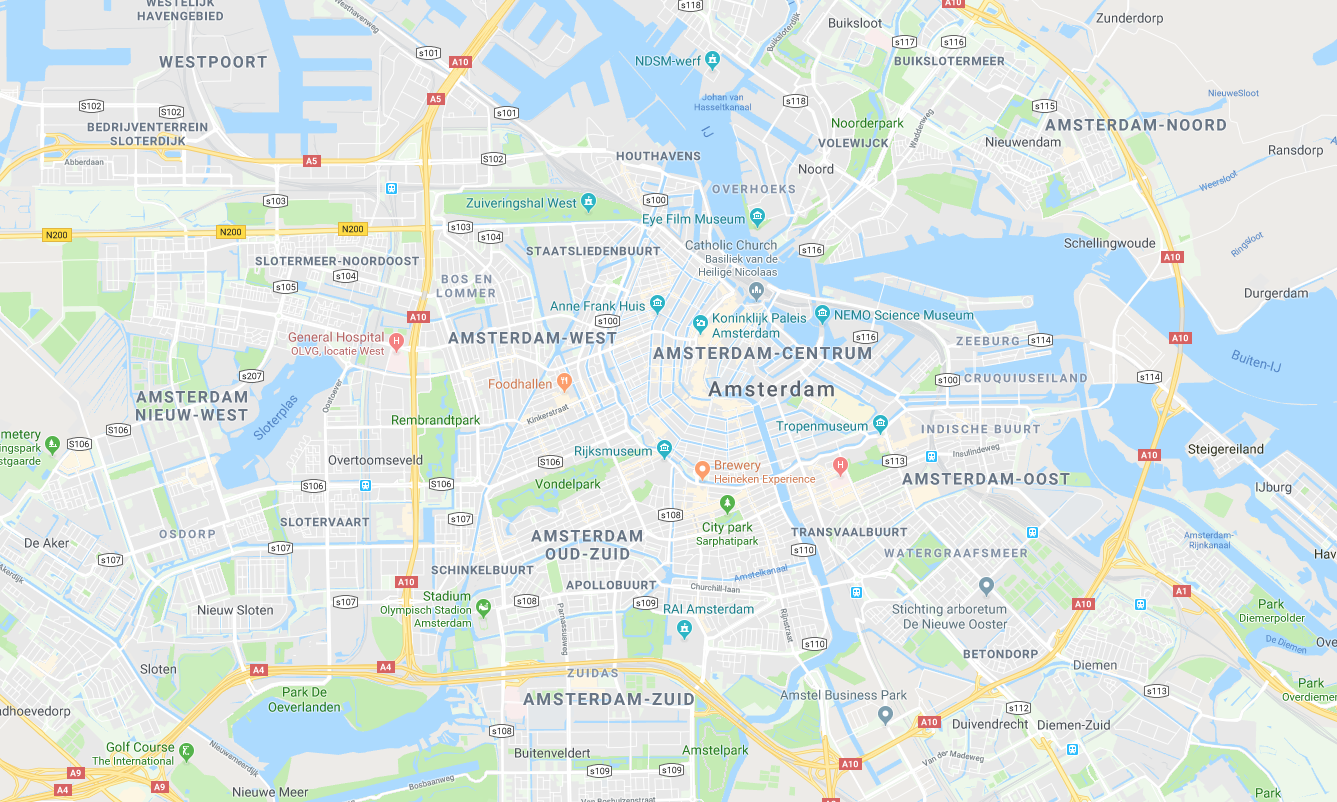 WESTELIJK
HAVENGEBIED
Westhavenweg
s118
Buiksloterdijk
Buiksloot
A10
Zunderdorp
s101
A10
NDSM-werf
s117
s116
BUIKSLOTERMEER
WESTPOORT
S102
S102
A5
s101
Johan van
Hasseltkanaal
s118
s115
NieuweSloot
BEDRIJVENTERREIN
SLOTERDIJK
IJ
Noorderpark
Waddenweg
AMSTERDAM-NOORD
VOLEWIJCK
Nieuwendam
Ransdorp
Abberdaan
A5
S102
HOUTHAVENS
Noord
Weersloot
OVERHOEKS
s103
Zuiveringshal West
s100
Eye Film Museum
N200
N200
N200
s103
s104
Catholic Church
Basiliek van de
Heilige Nicolaas
s116
Schellingwoude
Ringsloot
A10
STAATSLIEDENBUURT
SLOTERMEER-NOORDOOST
s104
s105
BOS EN
LOMMER
Durgerdam
Anne Frank Huis
s100
Koninklijk Paleis
Amsterdam
NEMO Science Museum
A10
General Hospital
OLVG, locatie West
H
AMSTERDAM-WEST
AMSTERDAM-CENTRUM
s116
ZEEBURG
s114
A10
Buiten-IJ
s207
Foodhallen
Amsterdam
s100
CRUQUIUSEILAND
s114
AMSTERDAM
NIEUW-WEST
Oostoever
Sloterplas
Rembrandtpark
Kinkerstraat
Tropenmuseum
INDISCHE BUURT
metery
ingspark
stgaarde
S106
s106
Overtoomseveld
Rijksmuseum
Insulindeweg
Steigereiland
S106
Brewery
Heineken Experience
H
s113
A10
S106
S106
Vondelpark
AMSTERDAM-OOST
IJburg
s107
s108
City park
Sarphatipark
SLOTERVAART
OSDORP
TRANSVAALBUURT
De Aker
s107
AMSTERDAM
OUD-ZUID
s110
WATERGRAAFSMEER
Amsterdam-
Rijnkanaal
Hav
Akerdijk
SCHINKELBUURT
Amstelkanaal
A10
APOLLOBUURT
Churchill-laan
A1
Stadium
Olympisch Stadion
Amsterdam
s108
s109
RAI Amsterdam
Stichting arboretum
De Nieuwe Ooster
A10
Park
Diemerpolder
Nieuw Sloten
s107
Parnassusweg
Rijnstraat
s110
De Diemen
Ove
BETONDORP
Sloten
A4
A4
ZUIDAS
Diemen
Park De
Oeverlanden
AMSTERDAM-ZUID
Amstel Business Park
s113
Park
Overdiemer
ndhoevedorp
s112
A10
Duivendrecht
Diemen-Zuid
s108
Golf Course
The International
Nieuwemeerdijk
Buitenveldert
Amstelpark
Van der Madeweg
A9
A4
A9
s109
s109
A10
Bosbaanweg
Nieuwe Meer
Van Boshuizenstraat
A10
Park